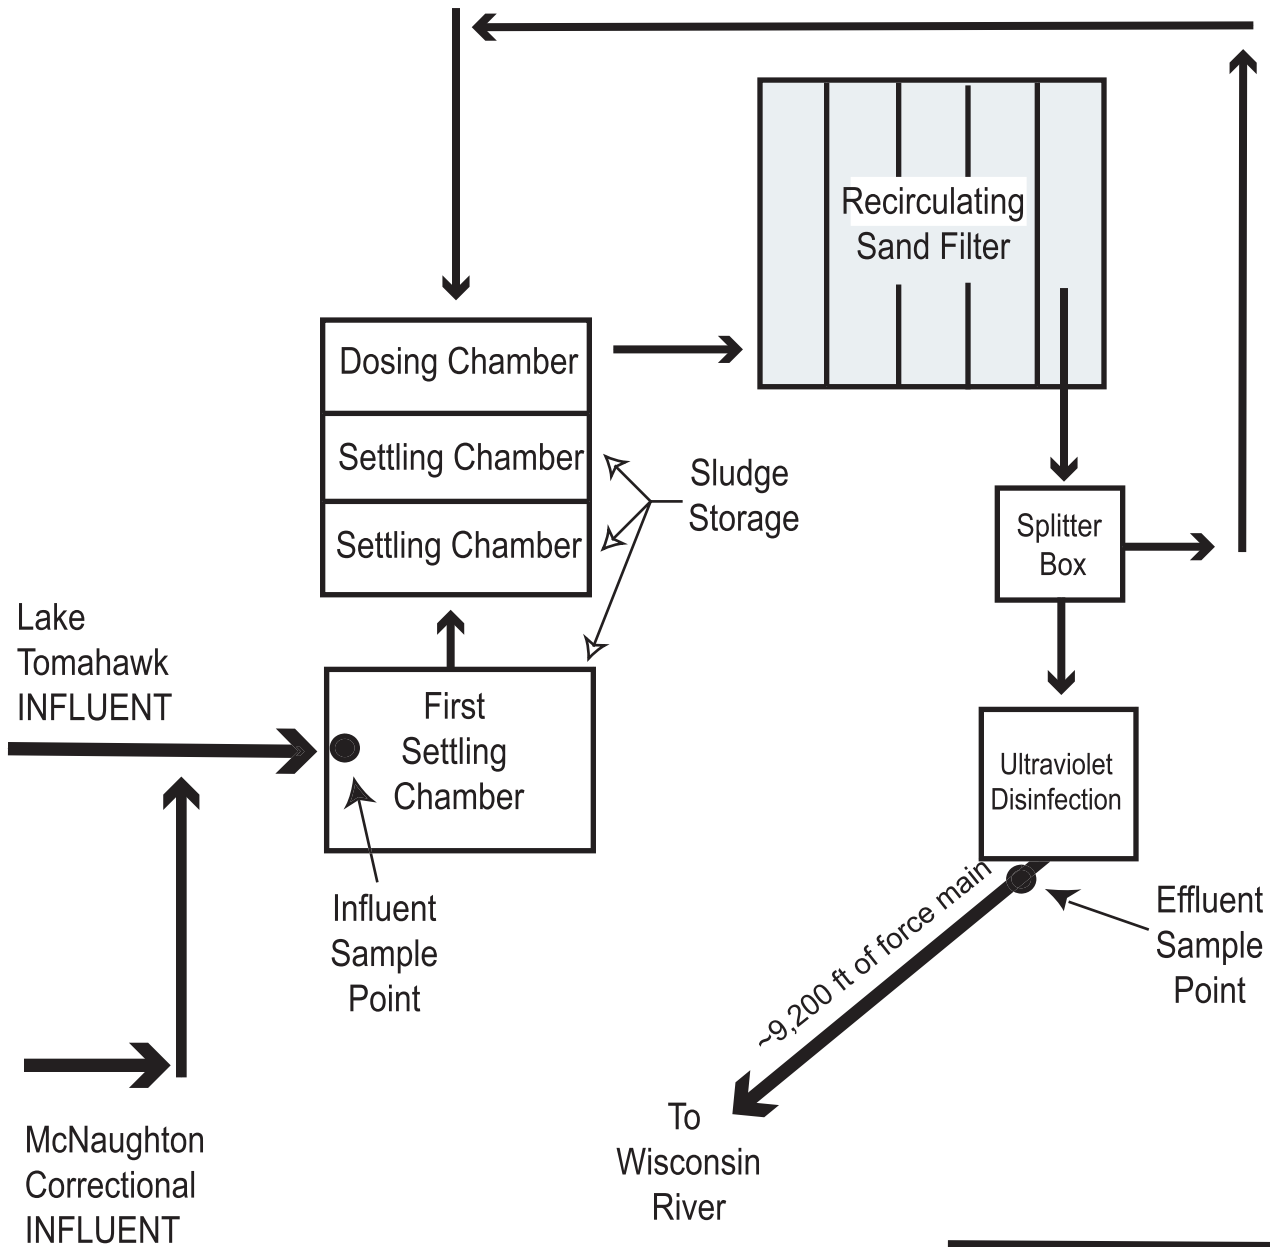 Recirculating
Sand Filter
Dosing Chamber
Settling Chamber
Settling Chamber
Sludge
Storage
Splitter
Box
Lake
Tomahawk
INFLUENT
First
Settling
Chamber
Ultraviolet
Disinfection
Influent
Sample
Point
~9,200 ft of force main
Effluent
Sample
Point
To
Wisconsin
River
McNaughton
Correctional
INFLUENT